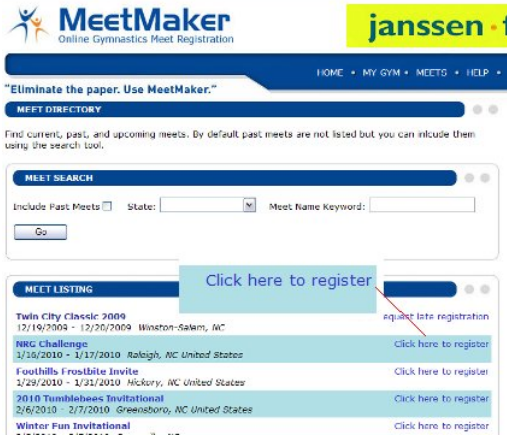 MeetMaker
Online Gymnastics Meet Registration
janssen
HOME • MY GYM • MEETS • HELP •
"Eliminate the paper. Use MeetMaker."
MEET DIRECTORY
Find current, past, and upcoming meets. By default past meets are not listed but you can inlcude them
using the search tool.
MEET SEARCH
Include Past Meets State: Meet Name Keyword:
Go
Click here to register
MEET LISTING
Twin City Classic 2009 equest late registration
12/19/2009 - 12/20/2009 Winston-Salem, NC
NRG Challenge Click here to register
1/16/2010 - 1/17/2010 Raleigh, NC United States
Foothills Frostbite Invite Click here to register
1/29/2010 - 1/31/2010 Hickory, NC United States
2010 Tumblebees Invitational Click here to register
2/6/2010 - 2/7/2010 Greensboro, NC United States
Winter Fun Invitational Click here to register